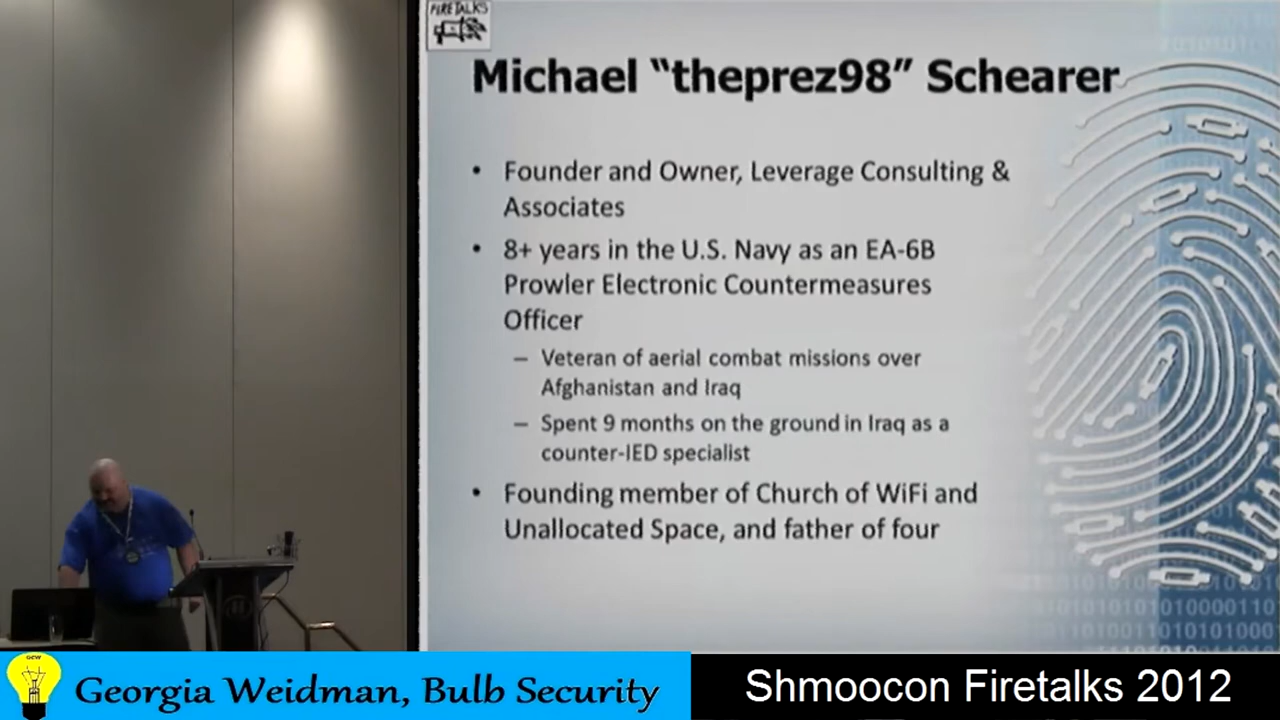 FIRETALKS
Michael “theprez98” Schearer
• Founder and Owner, Leverage Consulting &
Associates
• 8+ years in the U.S. Navy as an EA-6B
Prowler Electronic Countermeasures
Officer
– Veteran of aerial combat missions over
Afghanistan and Iraq
– Spent 9 months on the ground in Iraq as a
counter-IED specialist
• Founding member of Church of WiFi and
Unallocated Space, and father of four
GCW
Georgia Weidman, Bulb Security
Shmoocon Firetalks 2012